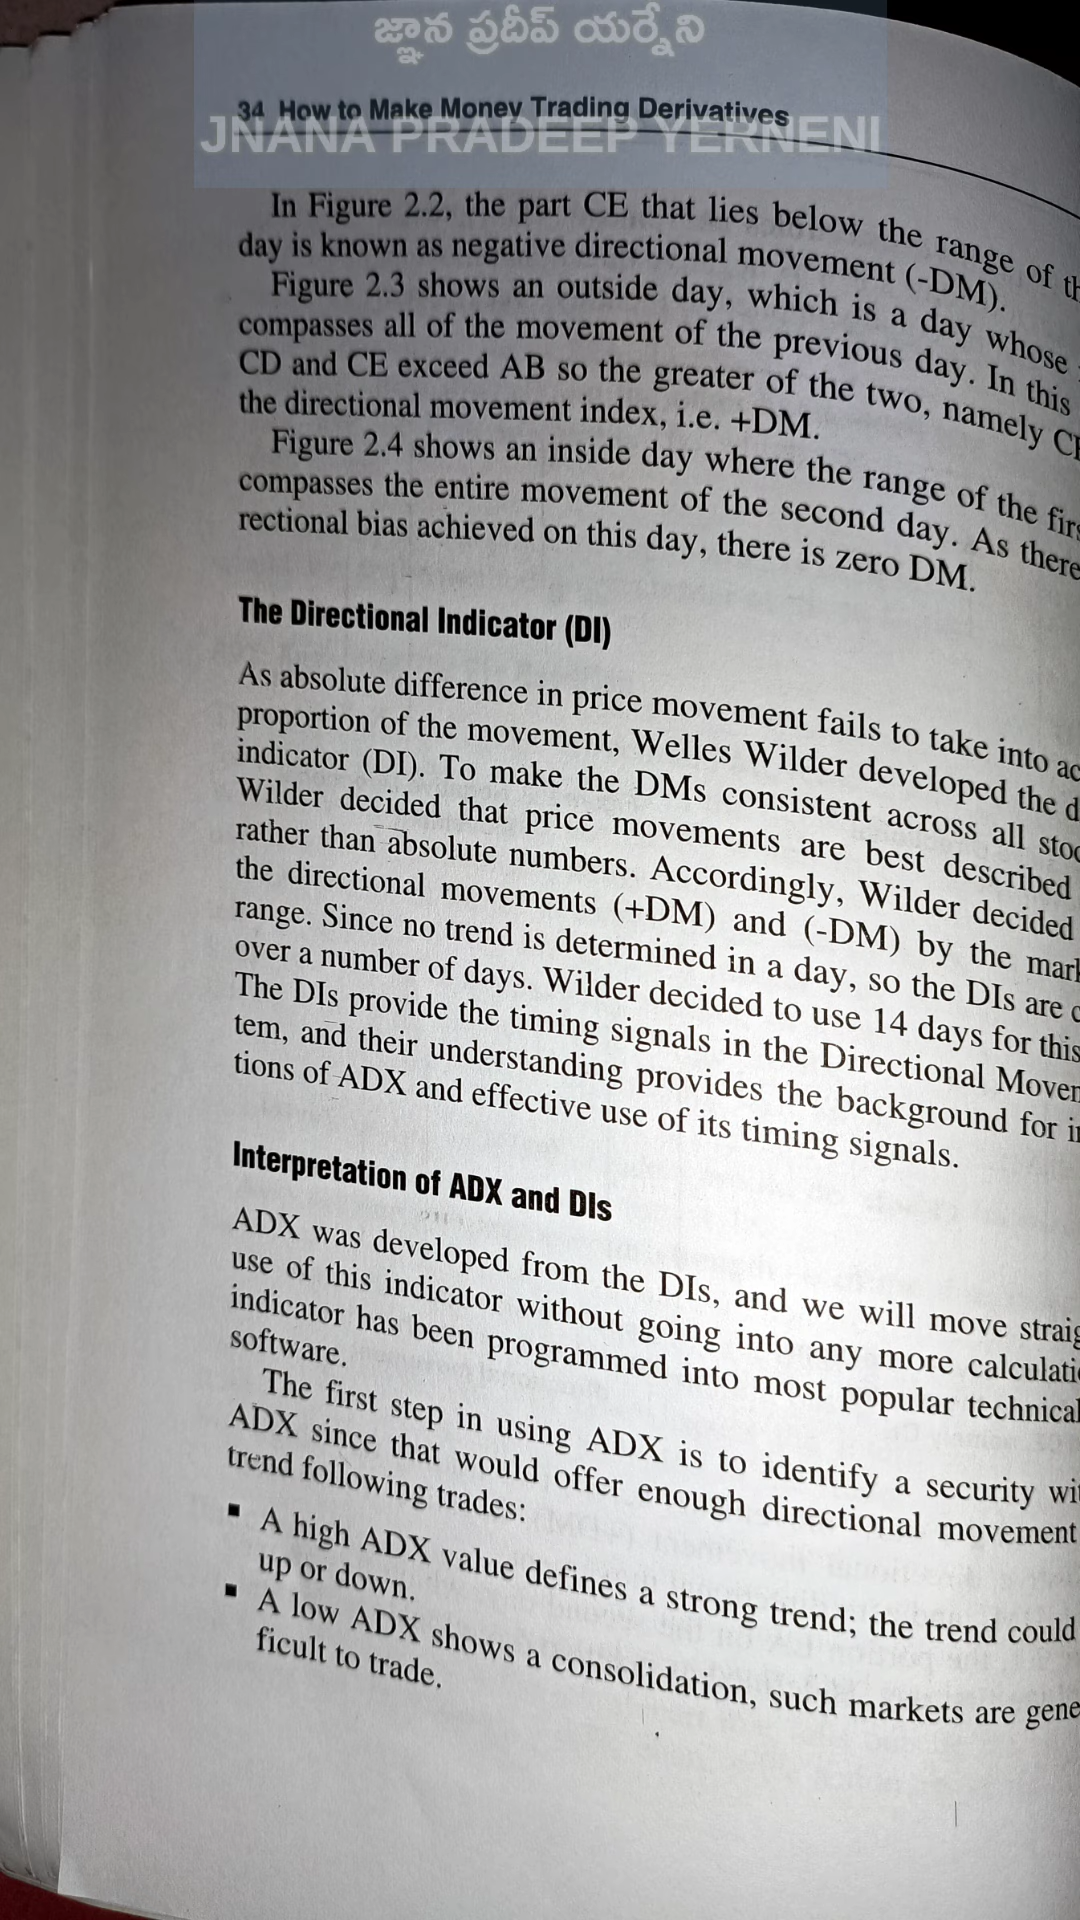 జ్ఞాన ప్రదీప్ యర్నేని
JNANA PRADEEP YERNENI
34 How to Make Money Trading Derivatives
In Figure 2.2, the part CE that lies below the range of
day is known as negative directional movement (-DM).
Figure 2.3 shows an outside day, which is a day whose
compasses all of the movement of the previous day. In this
CD and CE exceed AB so the greater of the two, namely
the directional movement index, i.e. +DM.
Figure 2.4 shows an inside day where the range of the
compasses the entire movement of the second day. As there
rectional bias achieved on this day, there is zero DM.
The Directional Indicator (DI)
As absolute difference in price movement fails to take into
proportion of the movement, Welles Wilder developed the
indicator (DI). To make the DMs consistent across all
Wilder decided that price movements are best described
rather than absolute numbers. Accordingly, Wilder decided
the directional movements (+DM) and (-DM) by the
range. Since no trend is determined in a day, so the DIs are
over a number of days. Wilder decided to use 14 days for this
The DIs provide the timing signals in the Directional
tem, and their understanding provides the background for
tions of ADX and effective use of its timing signals.
Interpretation of ADX and DIs
ADX was developed from the DIs, and we will move
use of this indicator without going into any more
indicator has been programmed into most popular technical
software.
The first step in using ADX is to identify a security
ADX since that would offer enough directional movement
trend following trades:
▪ A high ADX value defines a strong trend; the trend could
up or down.
▪ A low ADX shows a consolidation, such markets are
ficult to trade.